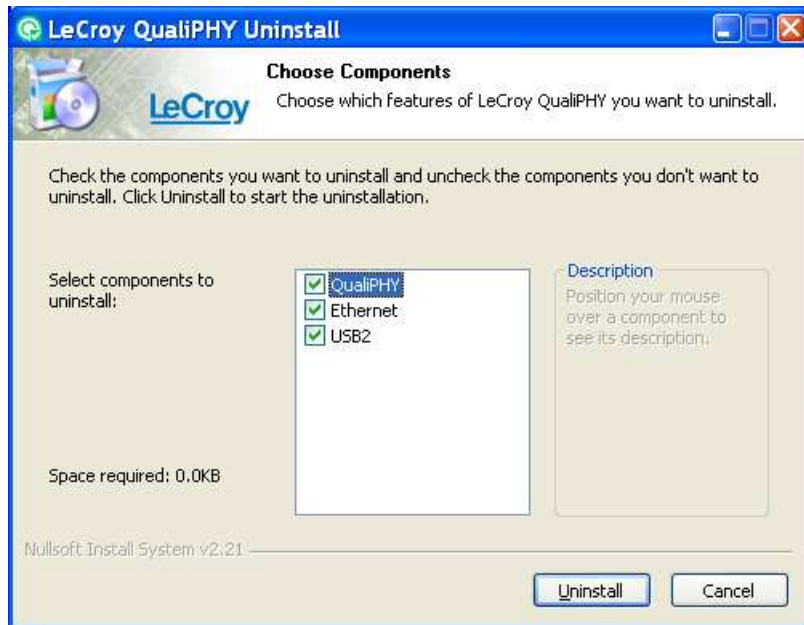 LeCroy QualiPHY Uninstall
Choose Components
LeCroy
Choose which features of LeCroy QualiPHY you want to uninstall.
Check the components you want to uninstall and uncheck the components you don't want to
uninstall. Click Uninstall to start the uninstallation.
Select components to
uninstall:
QualiPHY
Ethernet
USB2
Description
Position your mouse
over a component to
see its description.
Space required: 0.0KB
Nullsoft Install System v2.21
Uninstall
Cancel